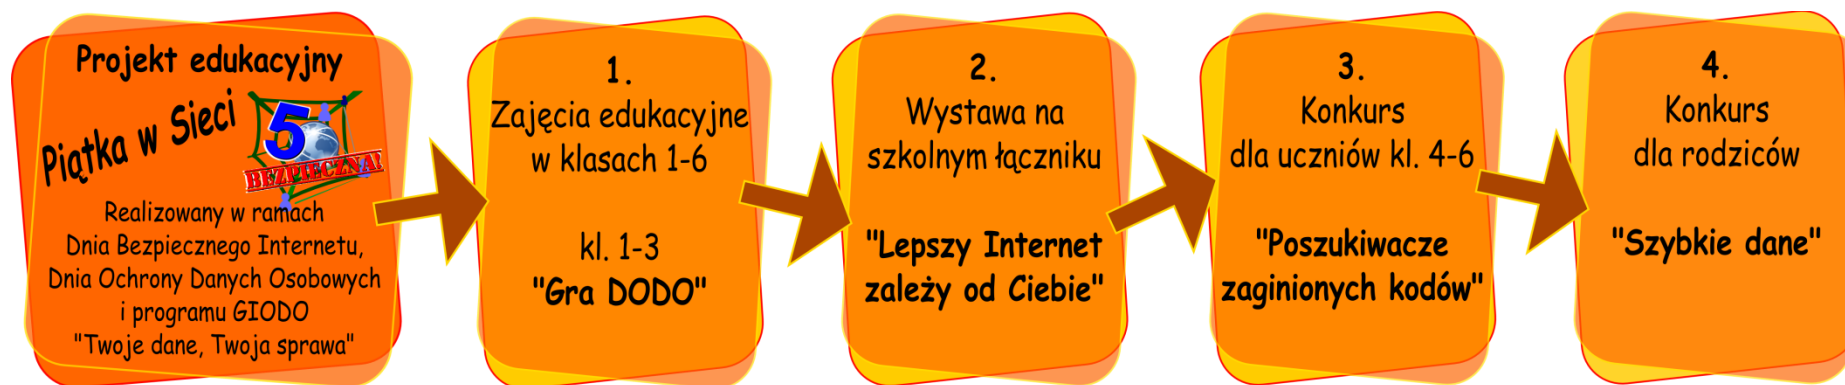 Projekt edukacyjny
Piątka w Sieci
5
BEZPIECZNA!
Realizowany w ramach
Dnia Bezpiecznego Internetu,
Dnia Ochrony Danych Osobowych
i programu GIODO
"Twoje dane, Twoja sprawa"
1.
Zajęcia edukacyjne
w klasach 1-6
kl. 1-3
"Gra DODO"
2.
Wystawa na
szkolnym łączniku
"Lepszy Internet
zależy od Ciebie"
3.
Konkurs
dla uczniów kl. 4-6
"Poszukiwacze
zaginionych kodów"
4.
Konkurs
dla rodziców
"Szybkie dane"